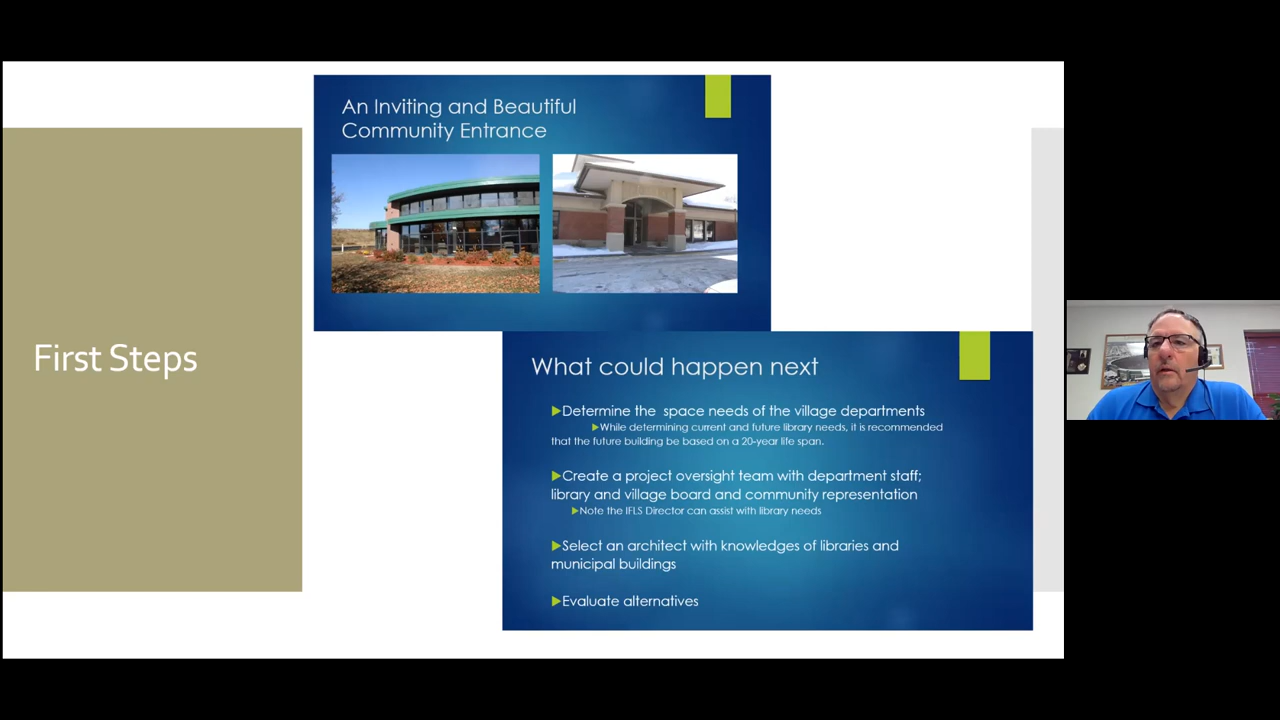 First Steps
An Inviting and Beautiful
Community Entrance
What could happen next
Determine the space needs of the village departments
While determining current and future library needs, it is recommended
that the future building be based on a 20-year life span.
Create a project oversight team with department staff;
library and village board and community representation
Note the IFLS Director can assist with library needs
Select an architect with knowledges of libraries and
municipal buildings
Evaluate alternatives